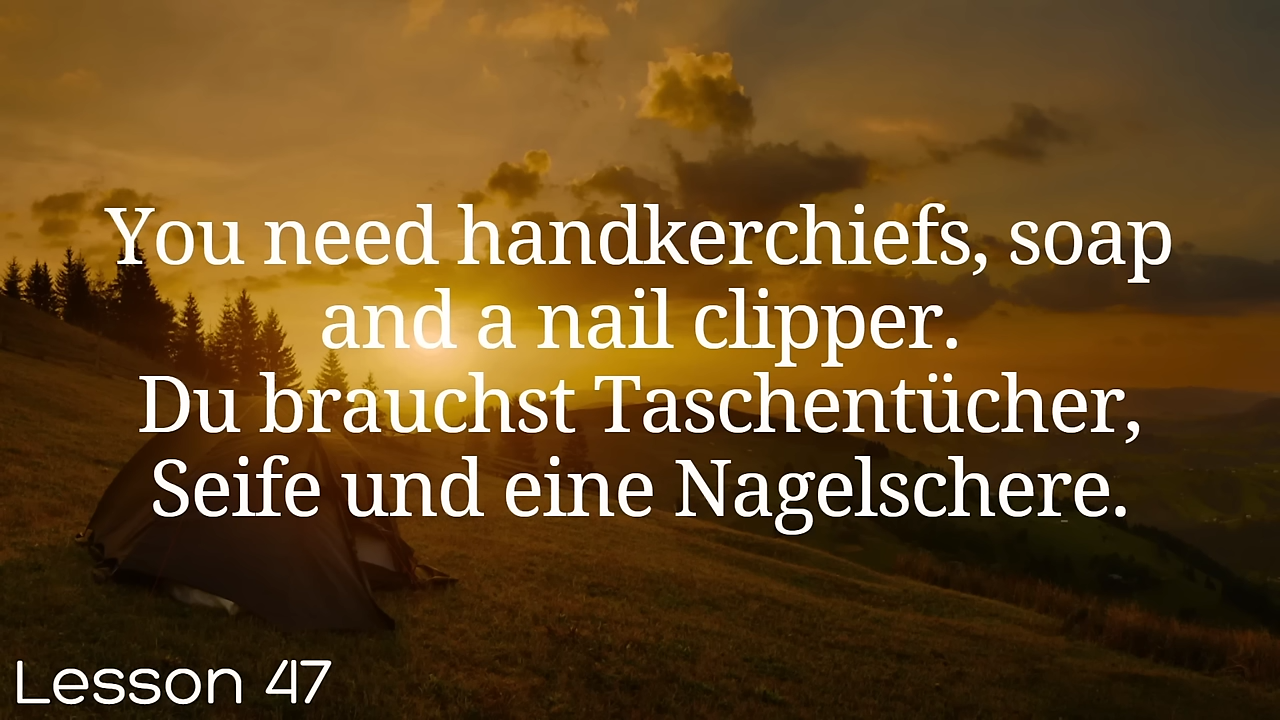 You need handkerchiefs, soap
and a nail clipper.
Du brauchst Taschentücher,
Seife und eine Nagelschere.
Lesson 47